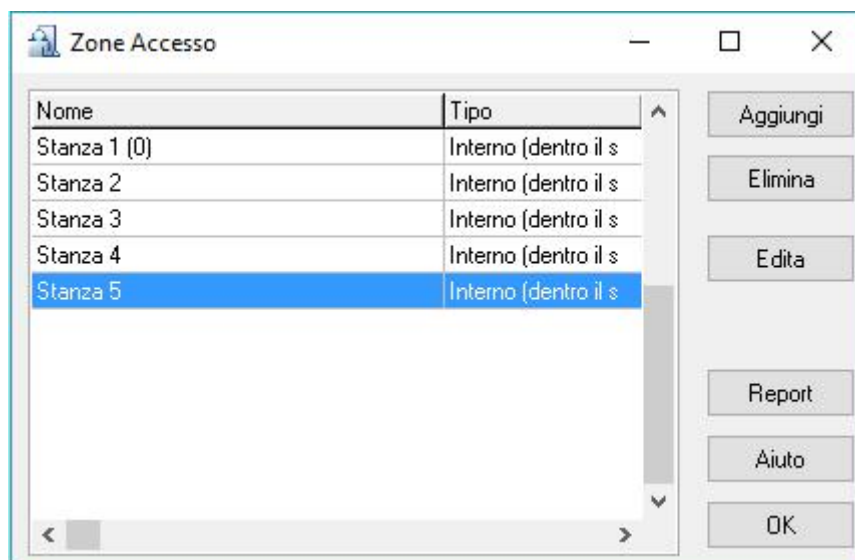 Zone Accesso
Nome Tipo
Stanza 1 (0) Interno (dentro il s
Stanza 2 Interno (dentro il s
Stanza 3 Interno (dentro il s
Stanza 4 Interno (dentro il s
Stanza 5 Interno (dentro il s
Aggiungi
Elimina
Edita
Report
Aiuto
OK